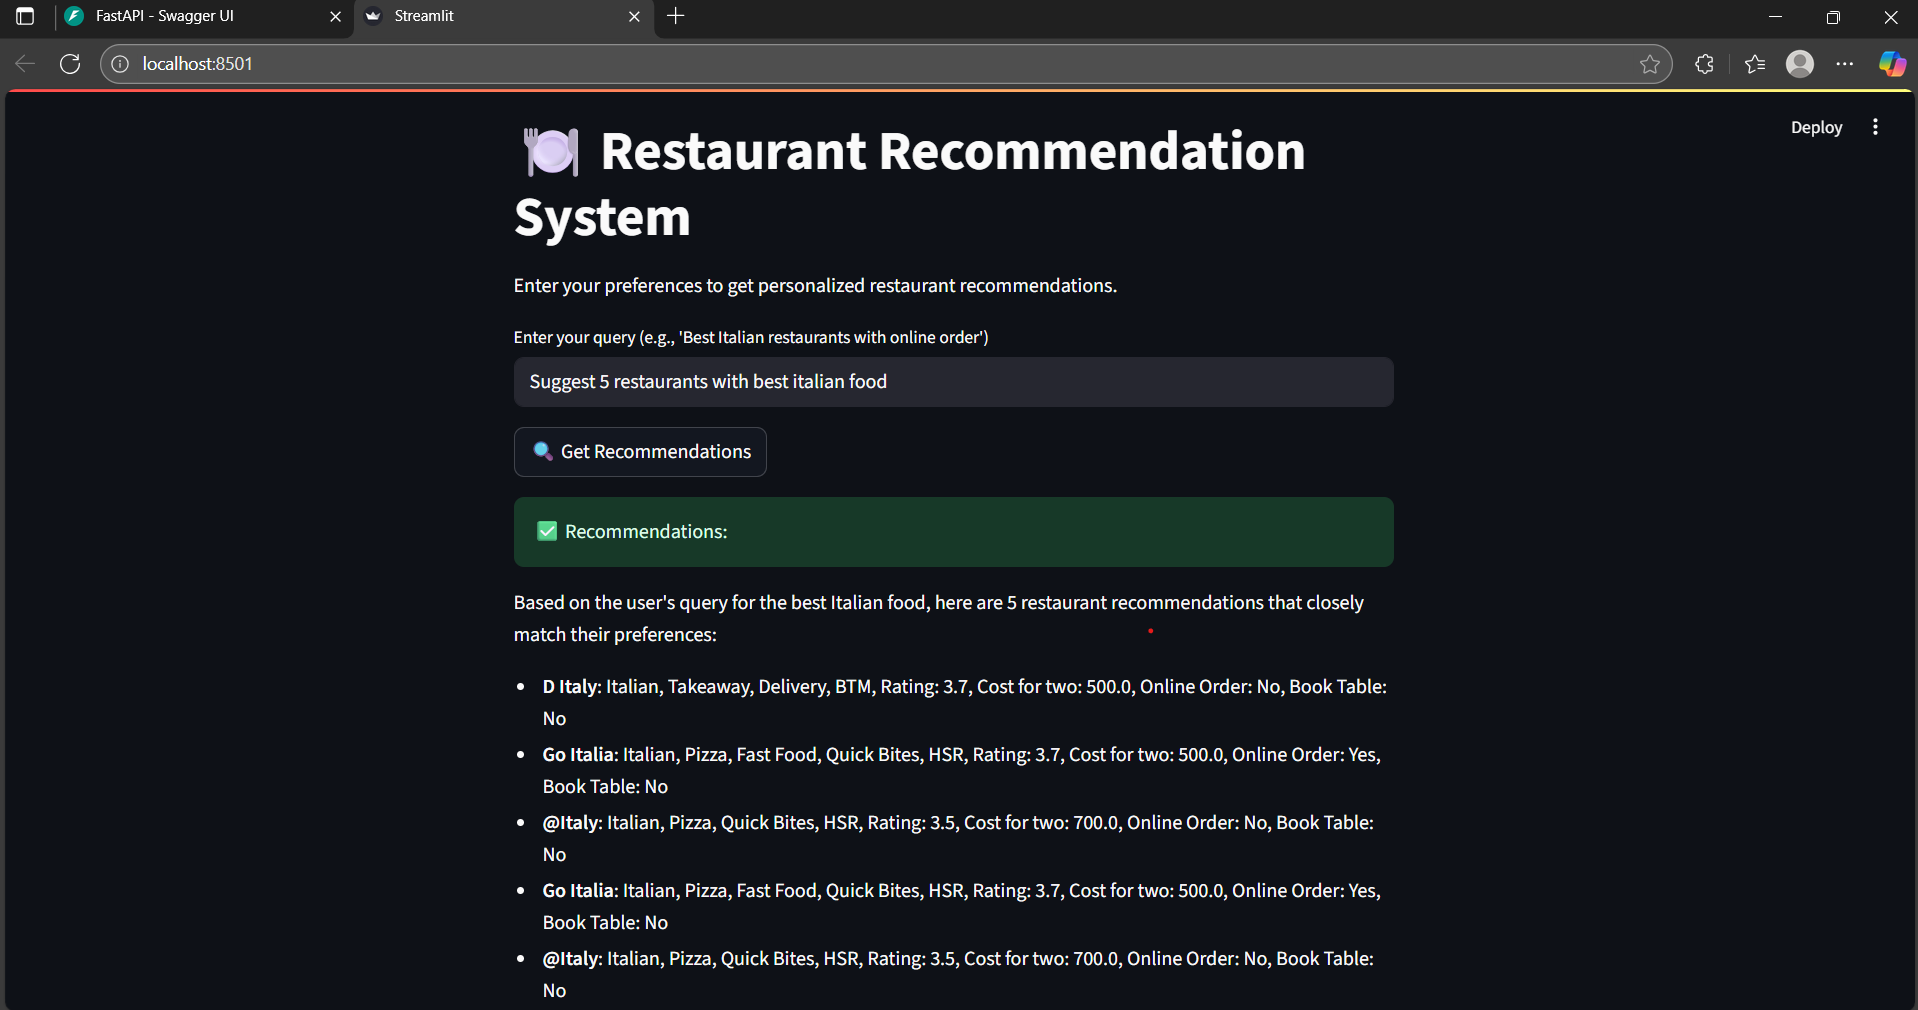 FastAPI - Swagger UI
Streamlit
localhost:8501
Deploy
🍽️ Restaurant Recommendation
System
Enter your preferences to get personalized restaurant recommendations.
Enter your query (e.g., 'Best Italian restaurants with online order')
Suggest 5 restaurants with best italian food
🔍 Get Recommendations
✅ Recommendations:
Based on the user's query for the best Italian food, here are 5 restaurant recommendations that closely
match their preferences:
• D Italy: Italian, Takeaway, Delivery, BTM, Rating: 3.7, Cost for two: 500.0, Online Order: No, Book Table:
No
• Go Italia: Italian, Pizza, Fast Food, Quick Bites, HSR, Rating: 3.7, Cost for two: 500.0, Online Order: Yes,
Book Table: No
• @Italy: Italian, Pizza, Quick Bites, HSR, Rating: 3.5, Cost for two: 700.0, Online Order: No, Book Table:
No
• Go Italia: Italian, Pizza, Fast Food, Quick Bites, HSR, Rating: 3.7, Cost for two: 500.0, Online Order: Yes,
Book Table: No
• @Italy: Italian, Pizza, Quick Bites, HSR, Rating: 3.5, Cost for two: 700.0, Online Order: No, Book Table:
No